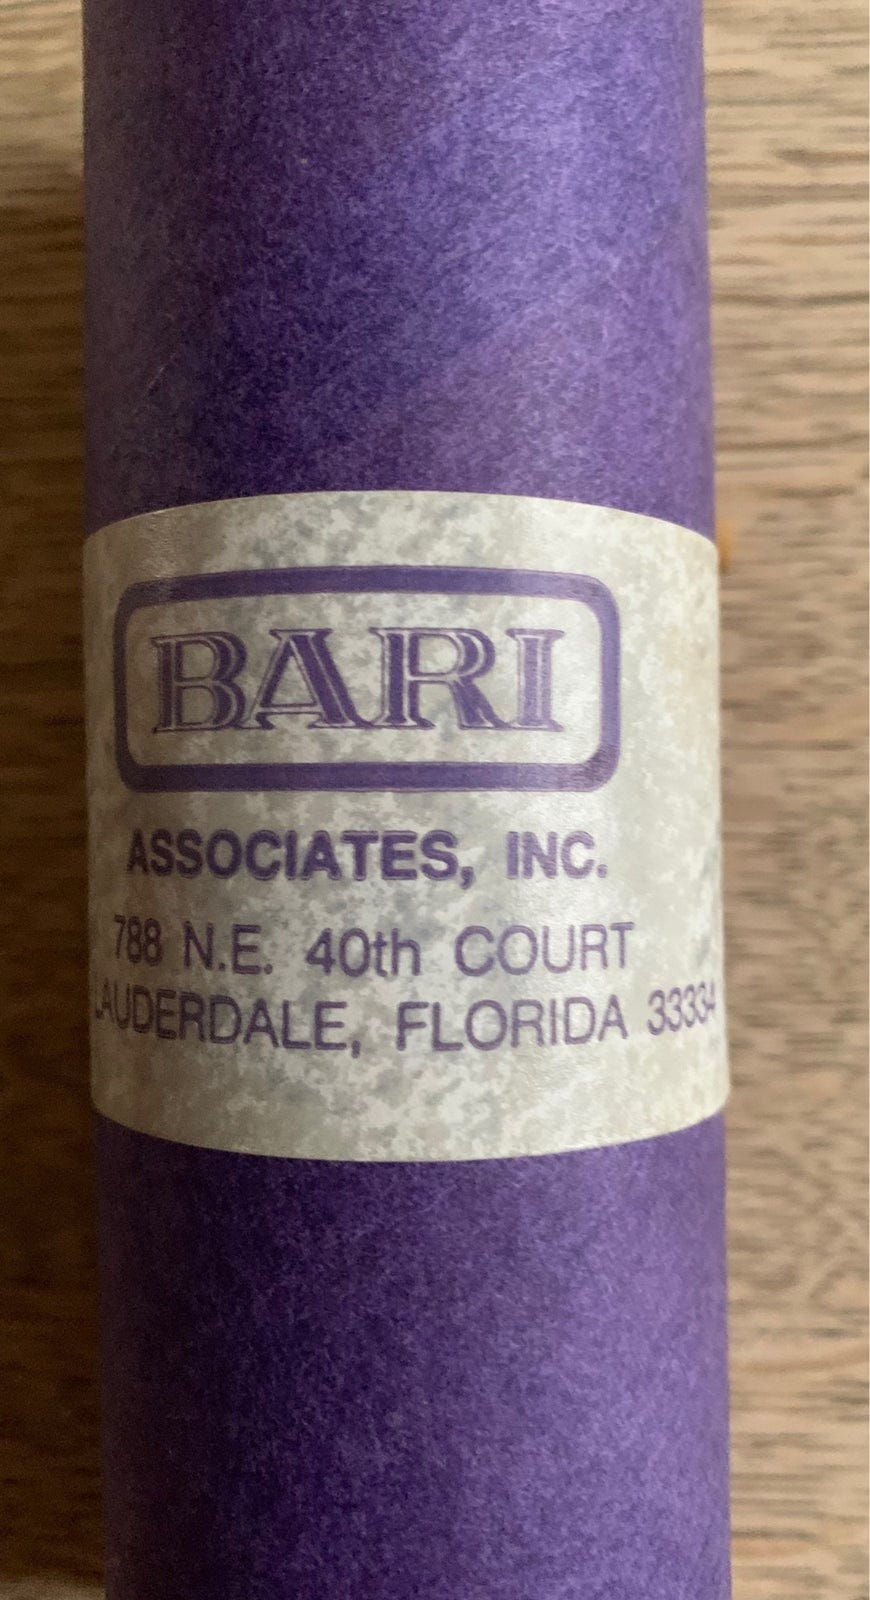 BARI
ASSOCIATES, INC.
788 N.E. 40th COURT
LAUDERDALE, FLORIDA 33334